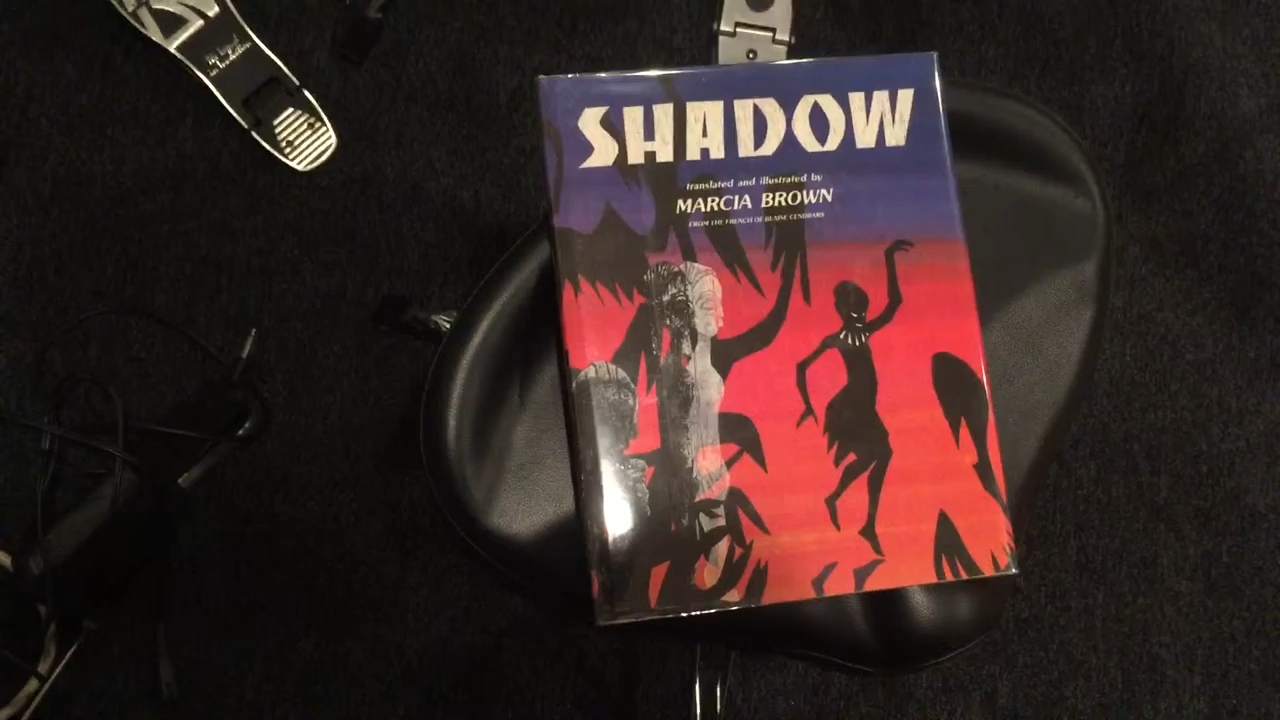 SHADOW
translated and illustrated by
MARCIA BROWN
FROM THE FRENCH OF BLAISE CENDRARS